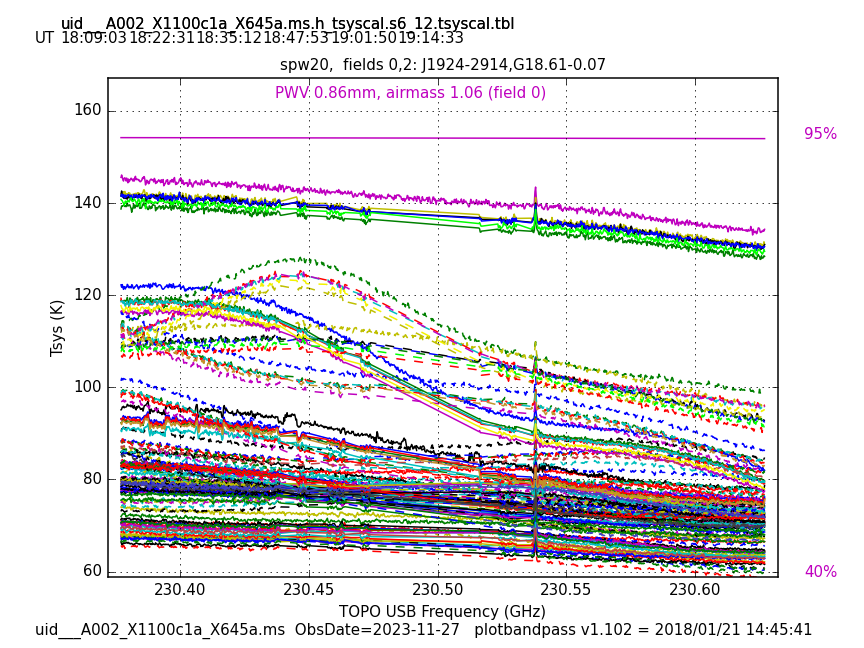 uid___A002_X1100c1a_X645a.ms.h_tsyscal.s6_12.tsyscal.tbl
UT 18:09:03 18:22:31 18:35:12 18:47:53 19:01:50 19:14:33
spw20,  fields 0,2: J1924-2914,G18.61-0.07
PWV 0.86mm, airmass 1.06 (field 0)
160
95%
140
120
Tsys (K)
100
80
60
40%
230.40 230.45 230.50 230.55 230.60
TOPO USB Frequency (GHz)
uid___A002_X1100c1a_X645a.ms  ObsDate=2023-11-27   plotbandpass v1.102 = 2018/01/21 14:45:41